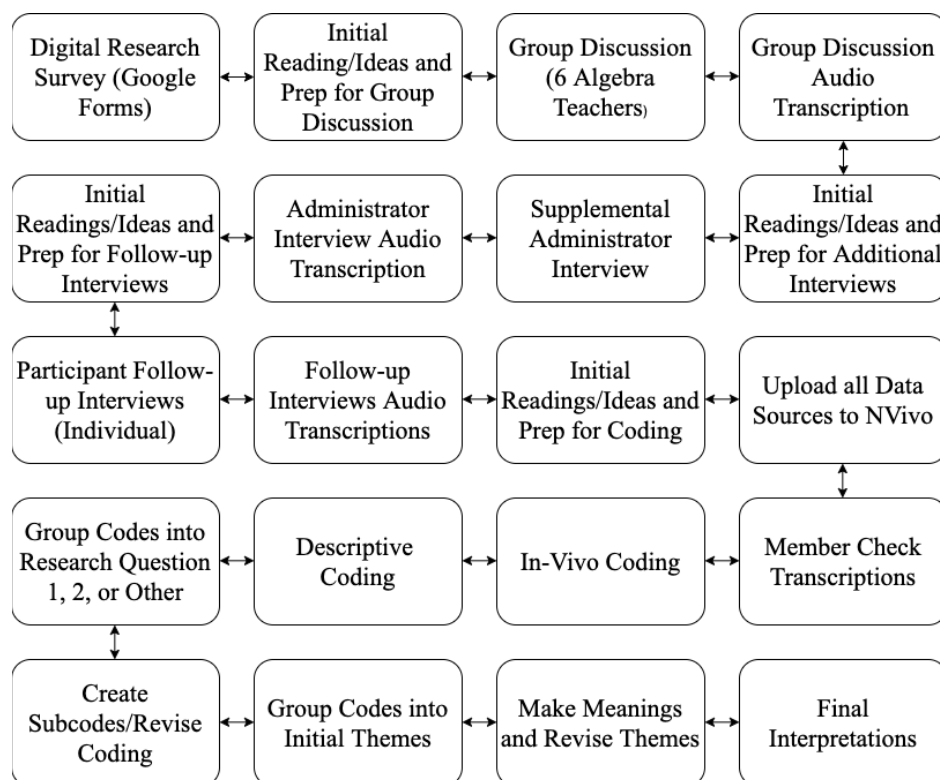 Digital Research
Survey (Google
Forms)
Initial
Reading/Ideas and
Prep for Group
Discussion
Group Discussion
(6 Algebra
Teachers)
Group Discussion
Audio
Transcription
Initial
Readings/Ideas and
Prep for Follow-up
Interviews
Administrator
Interview Audio
Transcription
Supplemental
Administrator
Interview
Initial
Readings/Ideas and
Prep for Additional
Interviews
Participant Follow-
up Interviews
(Individual)
Follow-up
Interviews Audio
Transcriptions
Initial
Readings/Ideas and
Prep for Coding
Upload all Data
Sources to NVivo
Group Codes into
Research Question
1, 2, or Other
Descriptive
Coding
In-Vivo Coding
Member Check
Transcriptions
Create
Subcodes/Revise
Coding
Group Codes into
Initial Themes
Make Meanings
and Revise Themes
Final
Interpretations